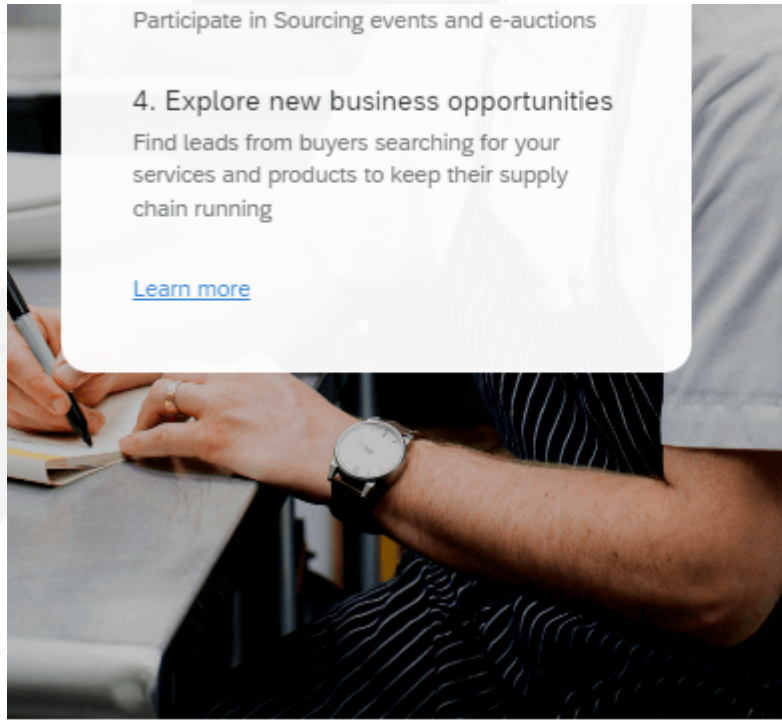 Participate in Sourcing events and e-auctions
4. Explore new business opportunities
Find leads from buyers searching for your
services and products to keep their supply
chain running
Learn more